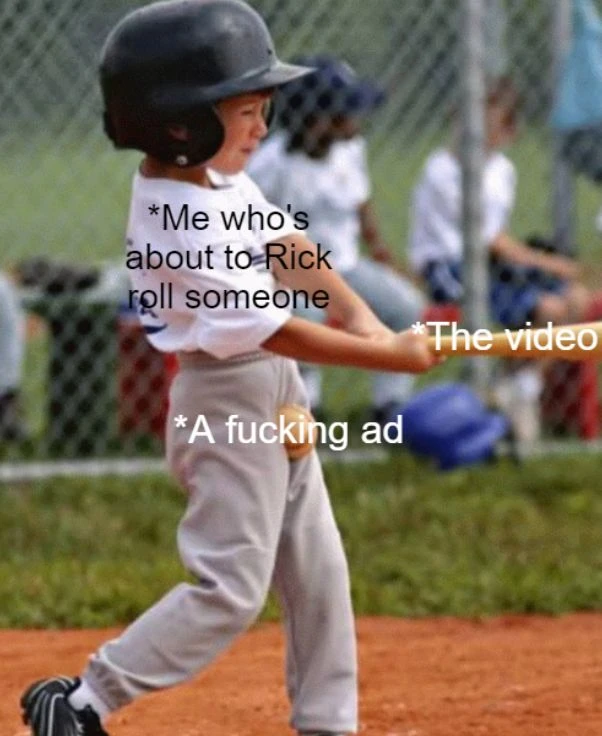 *Me who's
about to Rick
roll someone
*The video
*A fucking ad